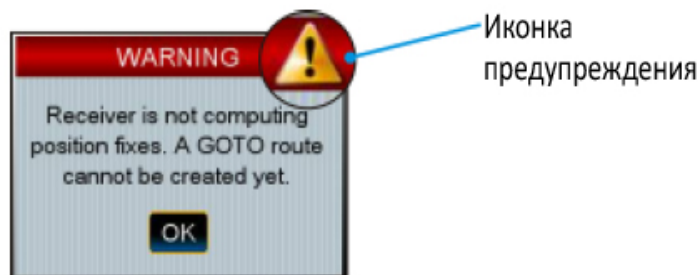 WARNING
Receiver is not computing
position fixes. A GOTO route
cannot be created yet.
OK
Иконка
предупреждения